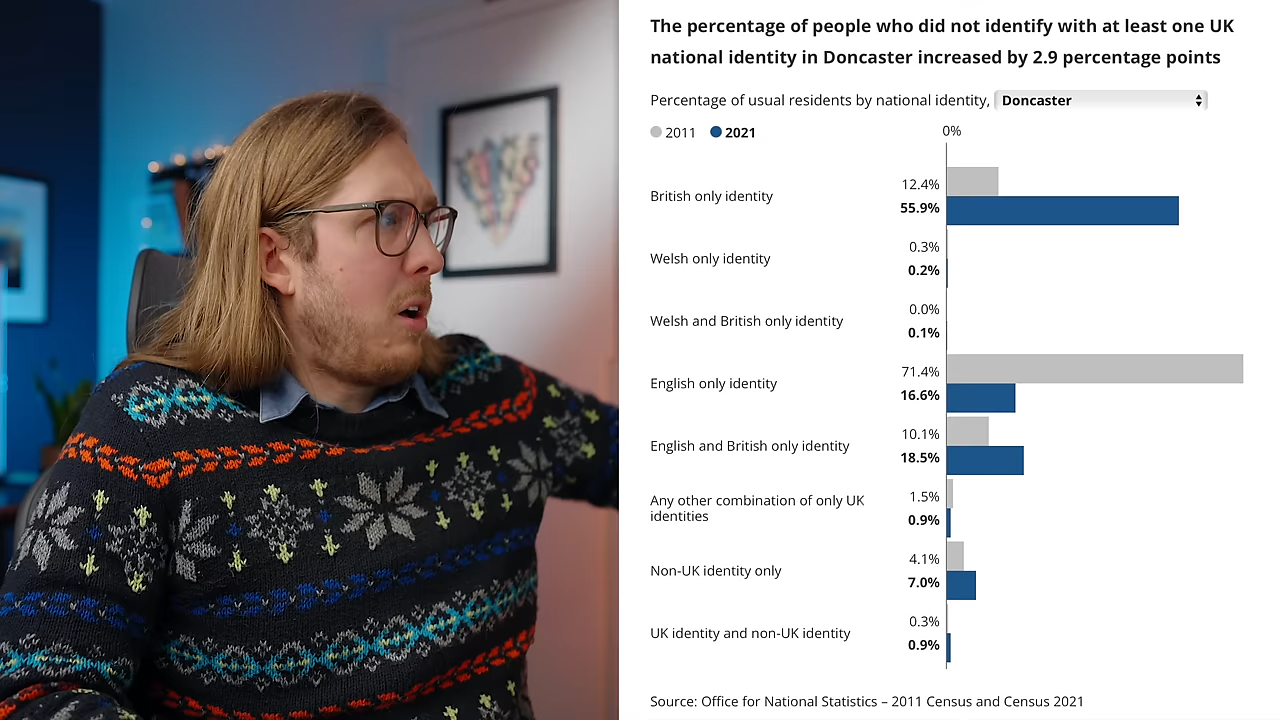 The percentage of people who did not identify with at least one UK
national identity in Doncaster increased by 2.9 percentage points
Percentage of usual residents by national identity, Doncaster
2011 2021 0%
British only identity 12.4%
55.9%
Welsh only identity 0.3%
0.2%
Welsh and British only identity 0.0%
0.1%
English only identity 71.4%
16.6%
English and British only identity 10.1%
18.5%
Any other combination of only UK 1.5%
identities 0.9%
Non-UK identity only 4.1%
7.0%
UK identity and non-UK identity 0.3%
0.9%
Source: Office for National Statistics – 2011 Census and Census 2021